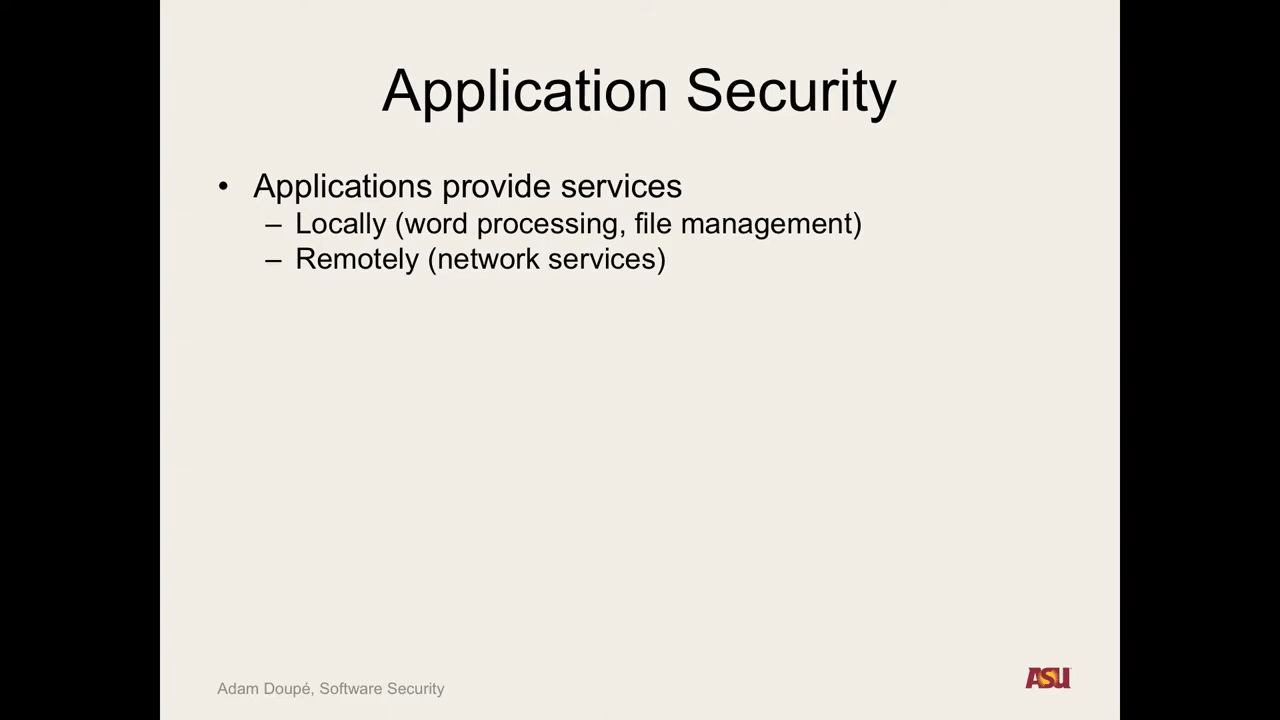 Application Security
• Applications provide services
– Locally (word processing, file management)
– Remotely (network services)
Adam Doupé, Software Security
ASU